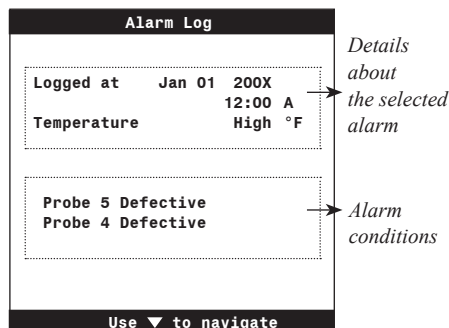 Alarm Log
Logged at Jan 01 200X
12:00 A
Temperature High °F
Details
about
the selected
alarm
Probe 5 Defective
Probe 4 Defective
Alarm
conditions
Use ▼ to navigate